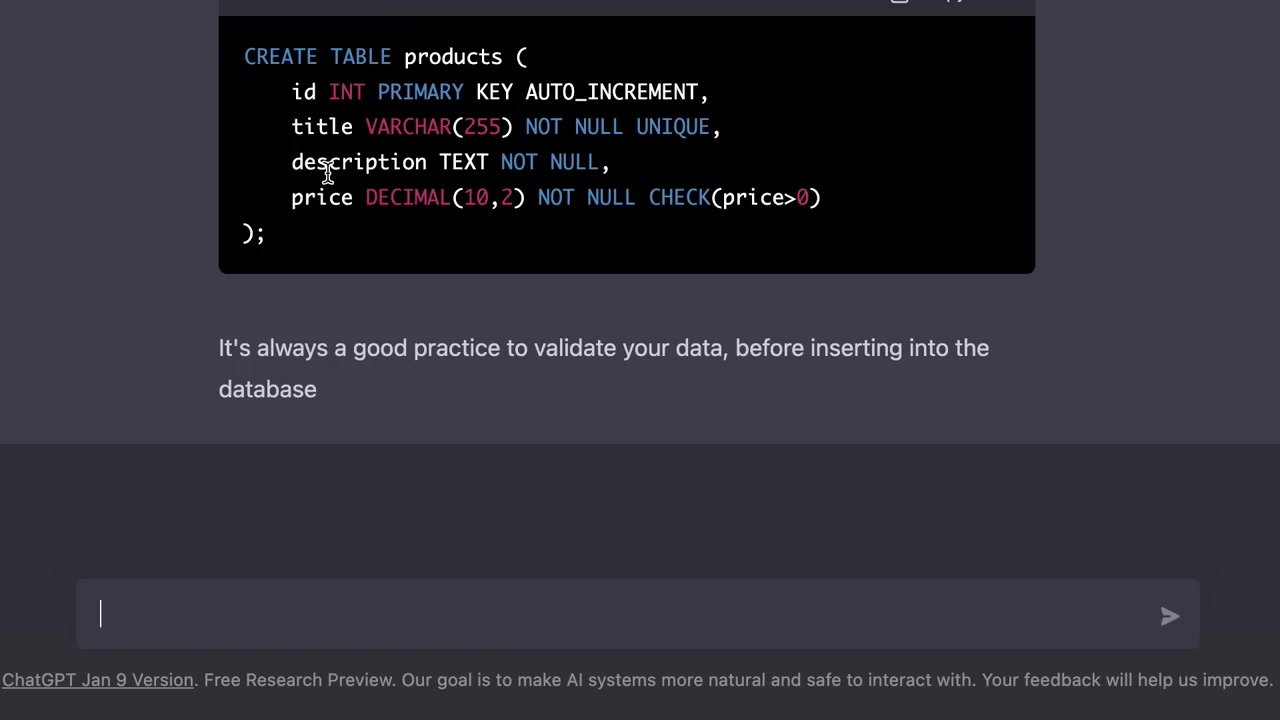 CREATE TABLE products (
id INT PRIMARY KEY AUTO_INCREMENT,
title VARCHAR(255) NOT NULL UNIQUE,
description TEXT NOT NULL,
price DECIMAL(10,2) NOT NULL CHECK(price>0)
);
It's always a good practice to validate your data, before inserting into the
database
ChatGPT Jan 9 Version. Free Research Preview. Our goal is to make AI systems more natural and safe to interact with. Your feedback will help us improve.